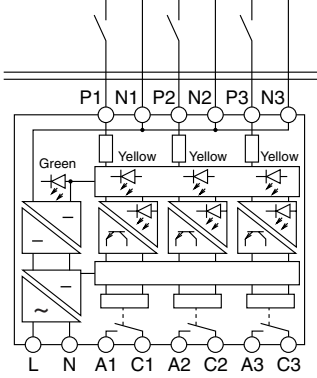 P1 N1 P2 N2 P3 N3
Green Yellow Yellow Yellow
L N A1 C1 A2 C2 A3 C3